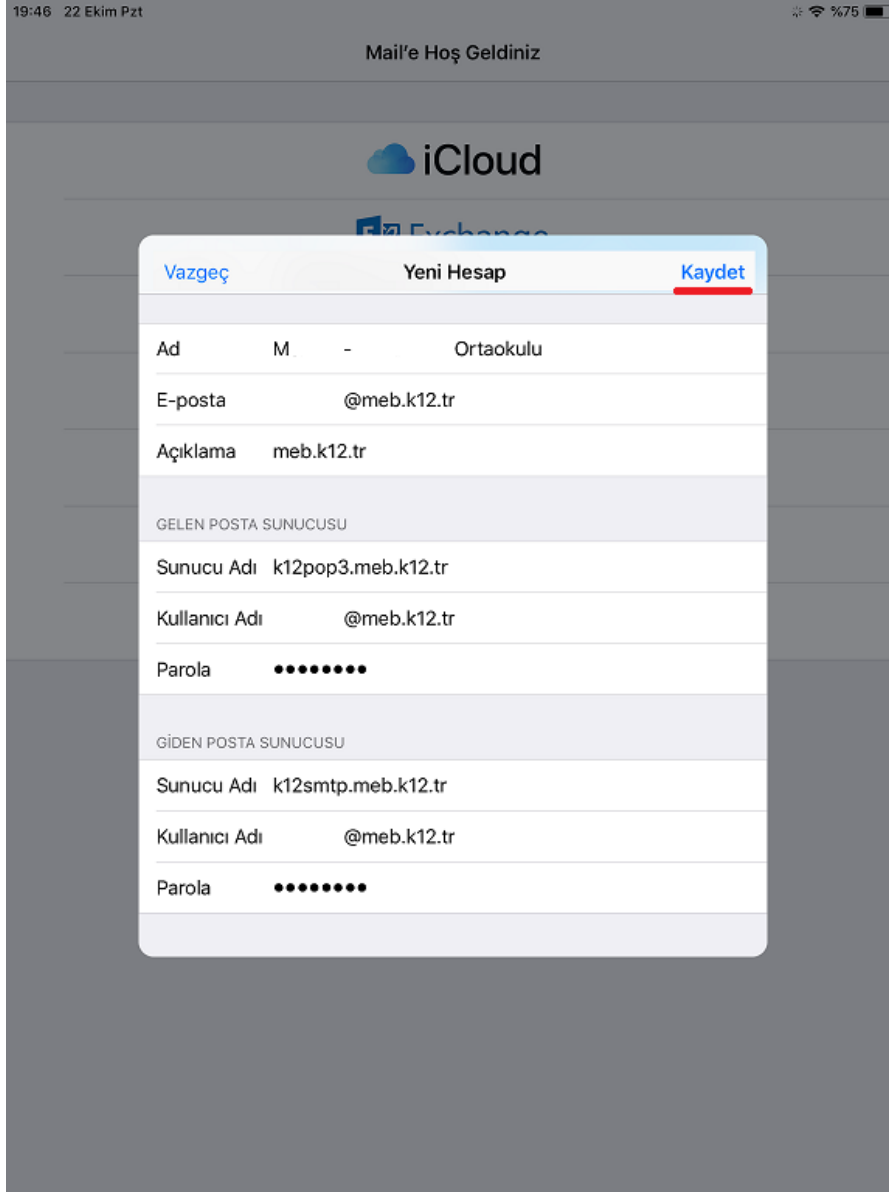 19:46 22 Ekim Pzt %75
Mail'e Hoş Geldiniz
iCloud
Exchange
Vazgeç Yeni Hesap Kaydet
Ad M - Ortaokulu
E-posta @meb.k12.tr
Açıklama meb.k12.tr
GELEN POSTA SUNUCUSU
Sunucu Adı k12pop3.meb.k12.tr
Kullanıcı Adı @meb.k12.tr
Parola ••••••••
GİDEN POSTA SUNUCUSU
Sunucu Adı k12smtp.meb.k12.tr
Kullanıcı Adı @meb.k12.tr
Parola ••••••••